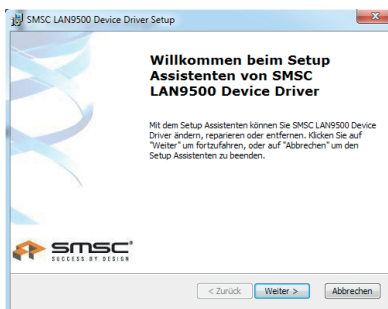 SMSC LAN9500 Device Driver Setup
Willkommen beim Setup
Assistenten von SMSC
LAN9500 Device Driver
Mit dem Setup Assistenten können Sie SMSC LAN9500 Device
Driver ändern, reparieren oder entfernen. Klicken Sie auf
"Weiter" um fortzufahren, oder auf "Abbrechen" um den
Setup Assistenten zu beenden.
smsc
SUCCESS BY DESIGN
< Zurück Weiter > Abbrechen